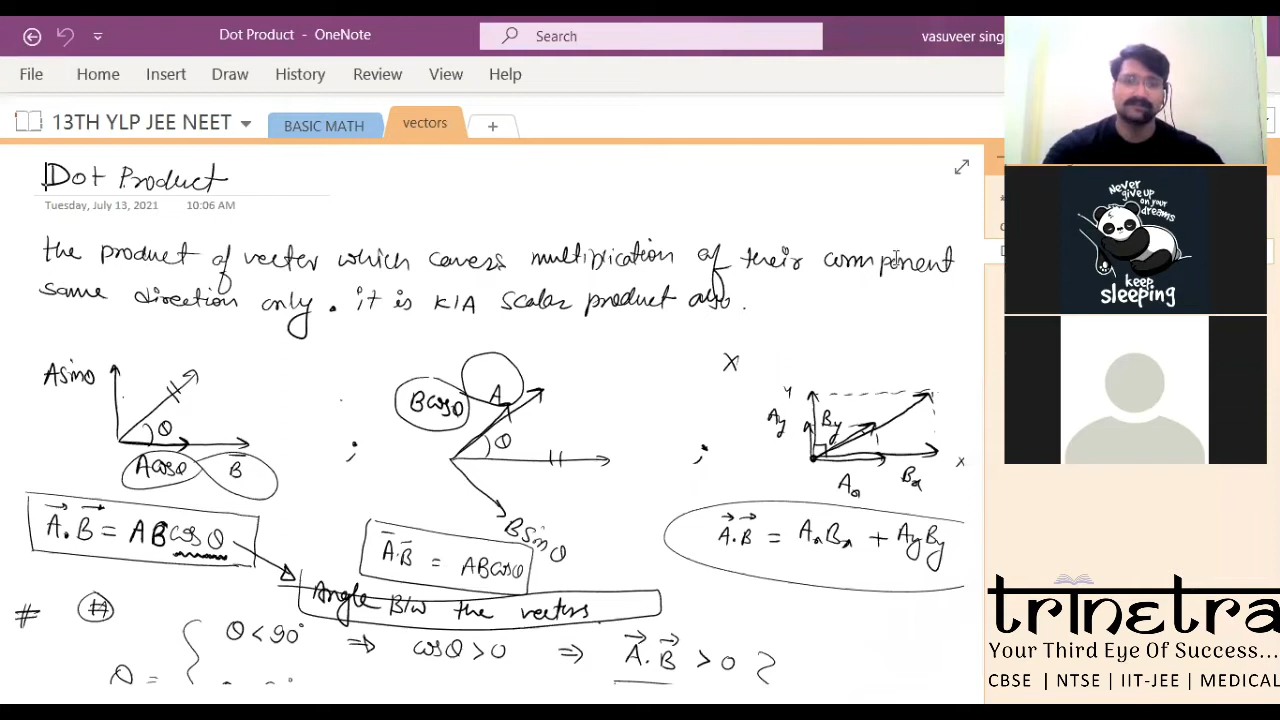 Dot Product - OneNote
Search
vasuveer sing
File Home Insert Draw History Review View Help
13TH YLP JEE NEET
BASIC MATH
vectors
Dot Product
Tuesday, July 13, 2021 10:06 AM
the product of vector which covers multiplication of their component
same direction only. it is K/A scalar product also.
Asinθ
θ
Acosθ
B
;
Bcosθ
A
θ
Bsinθ
;
X
y
Ay
By
x
Ax
Bx
A.B = ABcosθ
A.B = ABcosθ
A.B = AxBx + AyBy
Angle B/w the vectors.
# #
θ < 90° ⇒ cosθ > 0 ⇒ A.B > 0
θ =
Never give up on your dreams
keep sleeping
trinetra
Your Third Eye Of Success...
CBSE | NTSE | IIT-JEE | MEDICAL